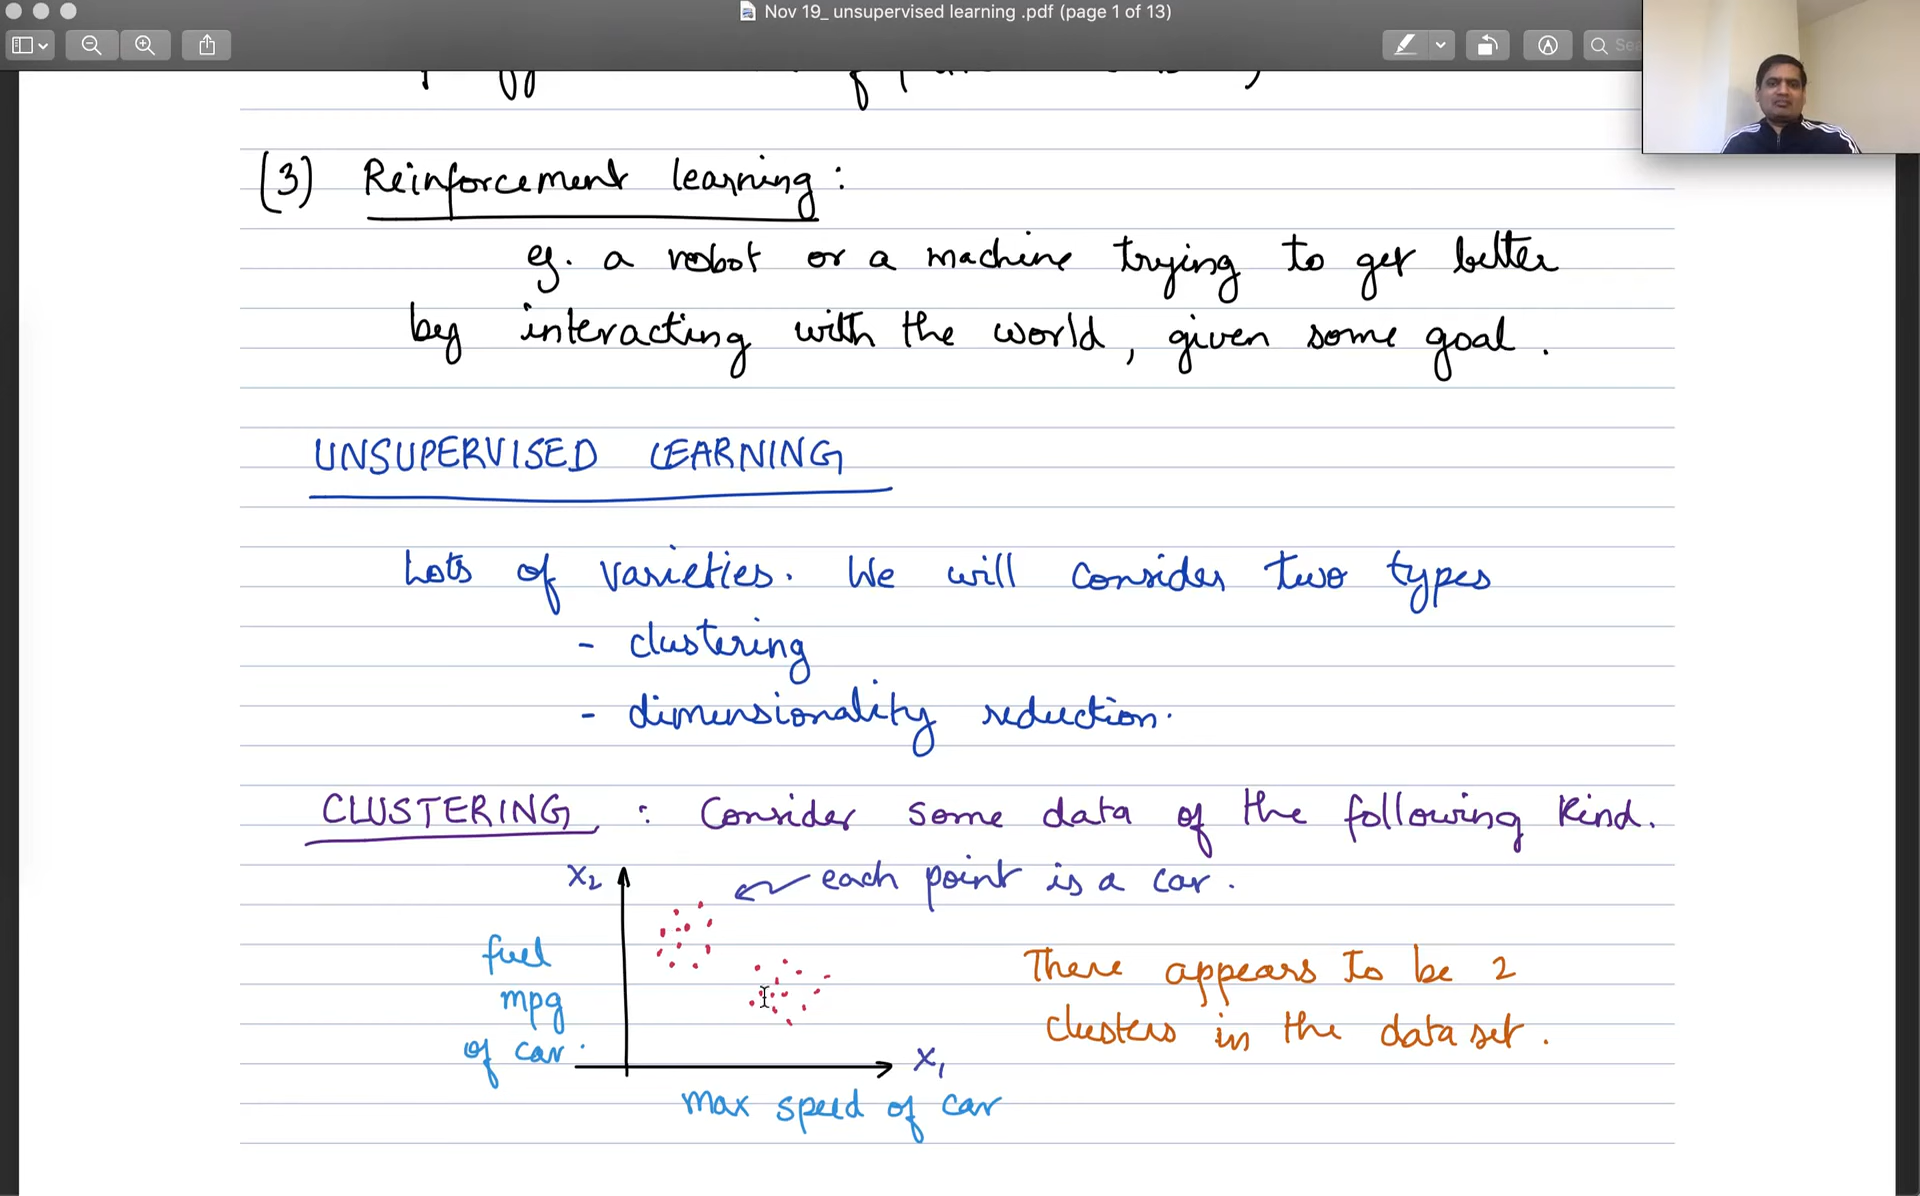 Nov 19_ unsupervised learning .pdf (page 1 of 13)
Sea
(3) Reinforcement learning :
eg. a robot or a machine trying to get better
by interacting with the world, given some goal.
UNSUPERVISED LEARNING
Lots of varieties. We will consider two types
- clustering
- dimensionality reduction.
CLUSTERING : Consider some data of the following kind.
X2
each point is a car.
fuel
mpg
of car.
There appears to be 2
clusters in the data set.
X1
max speed of car